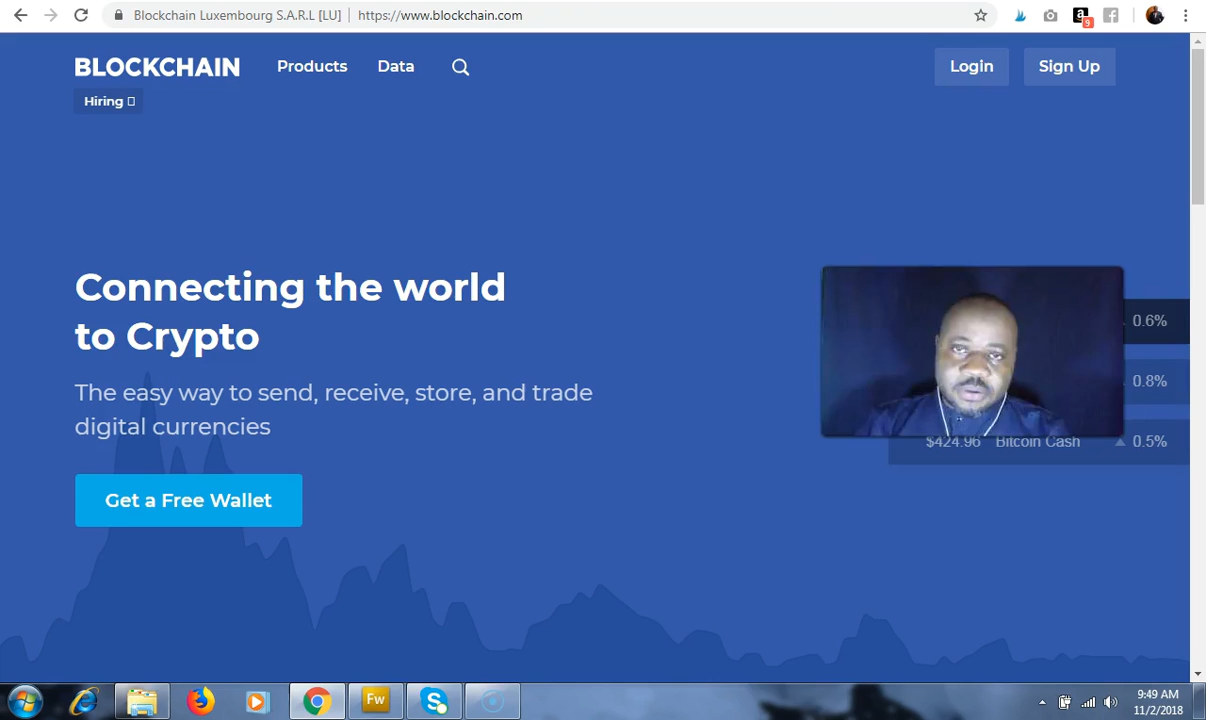 Blockchain Luxembourg S.A.R.L [LU] https://www.blockchain.com
9
BLOCKCHAIN Products Data Login Sign Up
Hiring
Connecting the world
to Crypto
The easy way to send, receive, store, and trade
digital currencies
Get a Free Wallet
0.6%
0.8%
$424.96 Bitcoin Cash ▲ 0.5%
Fw
9:49 AM
11/2/2018